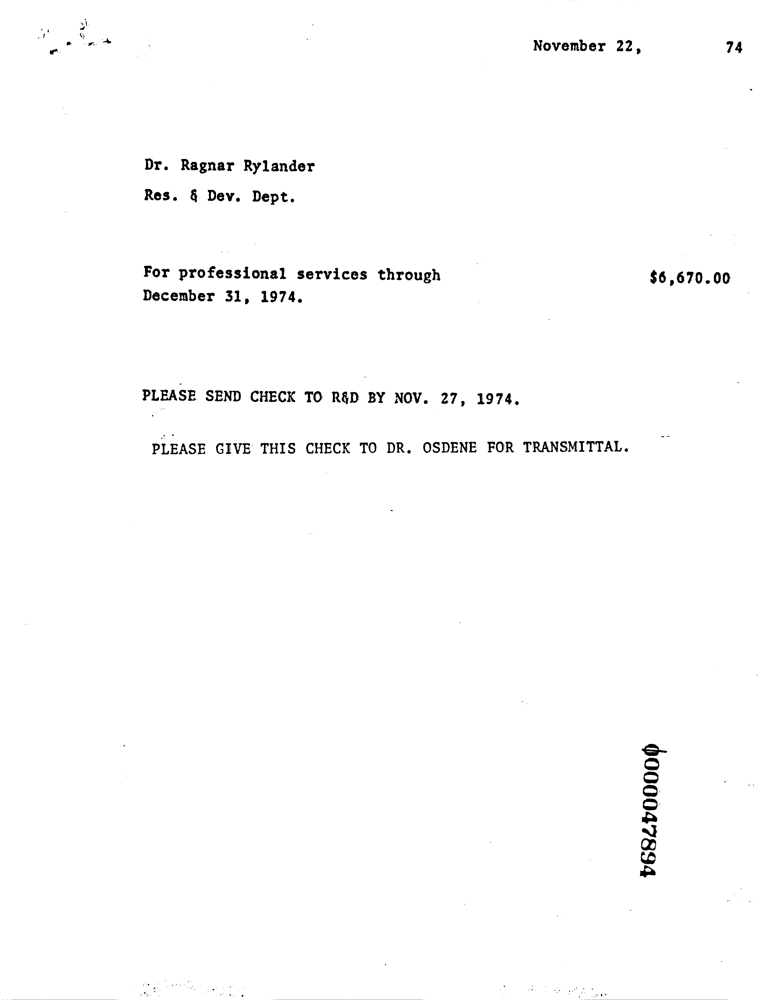 November 22, 74
Dr. Ragnar Rylander
Res. & Dev. Dept.
For professional services through $6,670.00
December 31, 1974.
PLEASE SEND CHECK TO R&D BY NOV. 27, 1974.
PLEASE GIVE THIS CHECK TO DR. OSDENE FOR TRANSMITTAL.
0000047894